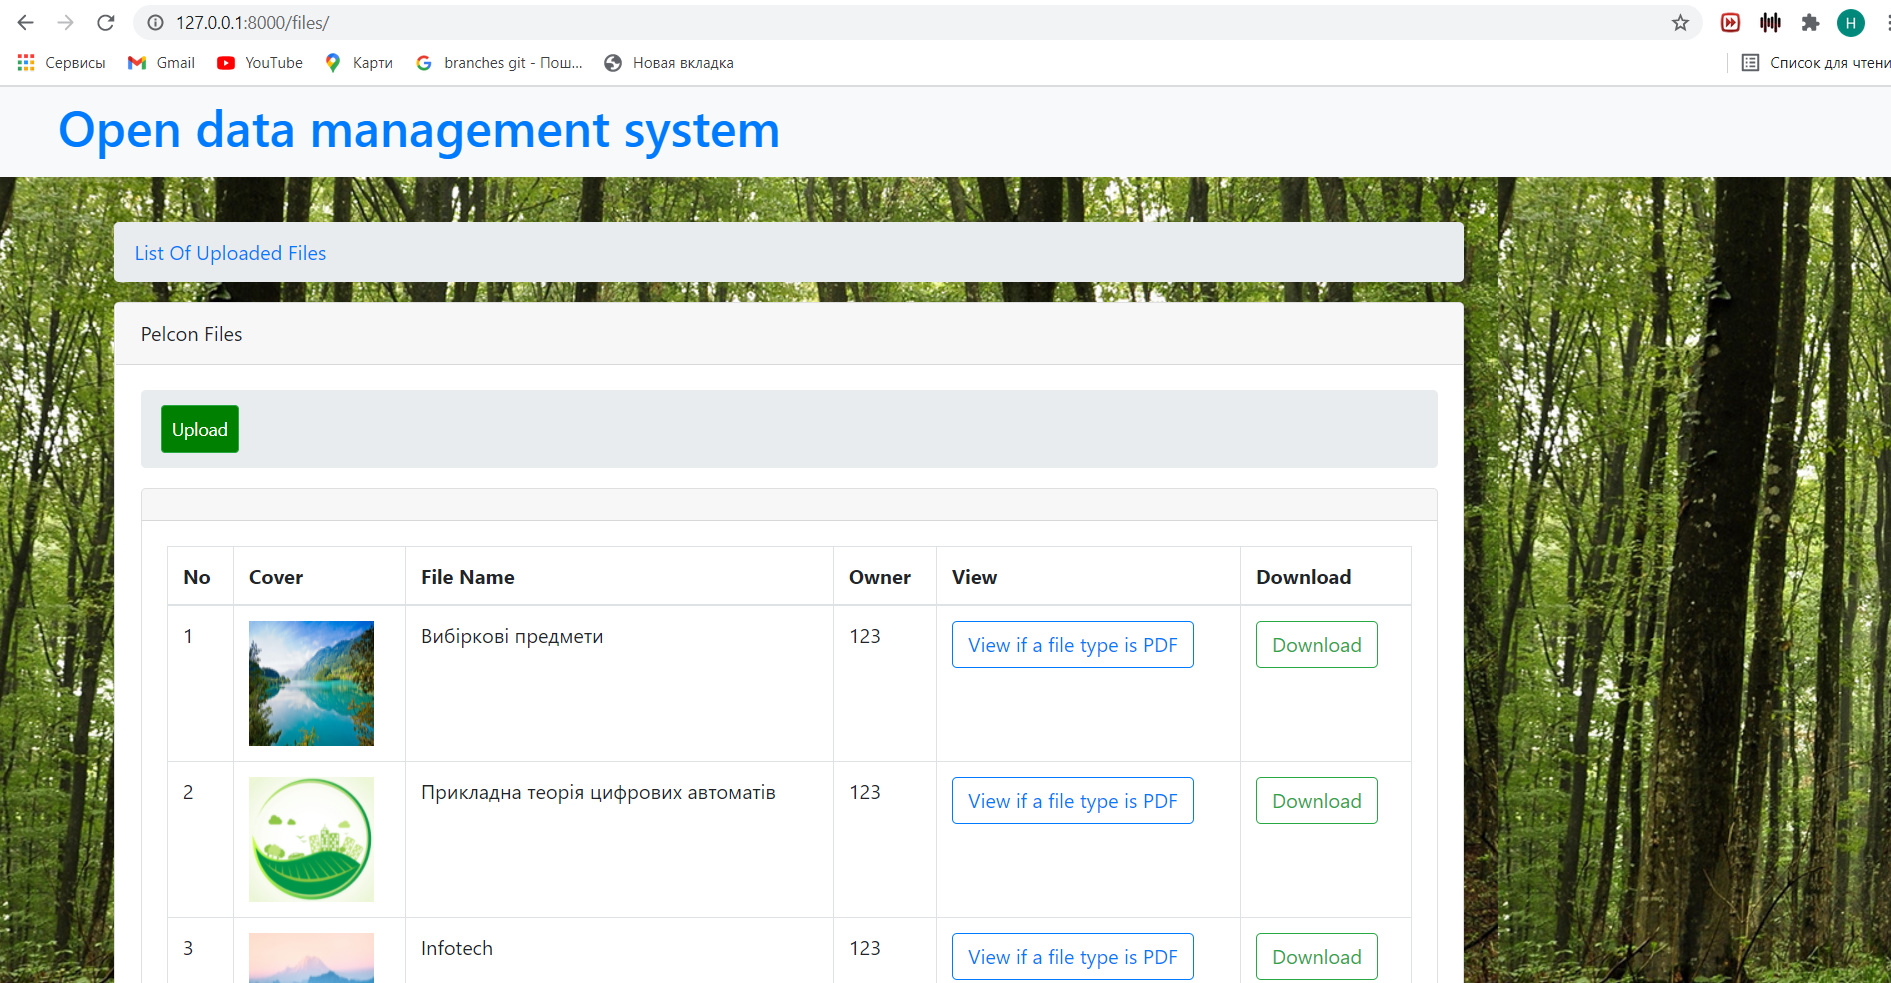 127.0.0.1:8000/files/
H
Сервисы Gmail YouTube Карти branches git - Пош... Новая вкладка Список для чтени
Open data management system
List Of Uploaded Files
Pelcon Files
Upload
No Cover File Name Owner View Download
1 Вибіркові предмети 123 View if a file type is PDF Download
2 Прикладна теорія цифрових автоматів 123 View if a file type is PDF Download
3 Infotech 123 View if a file type is PDF Download